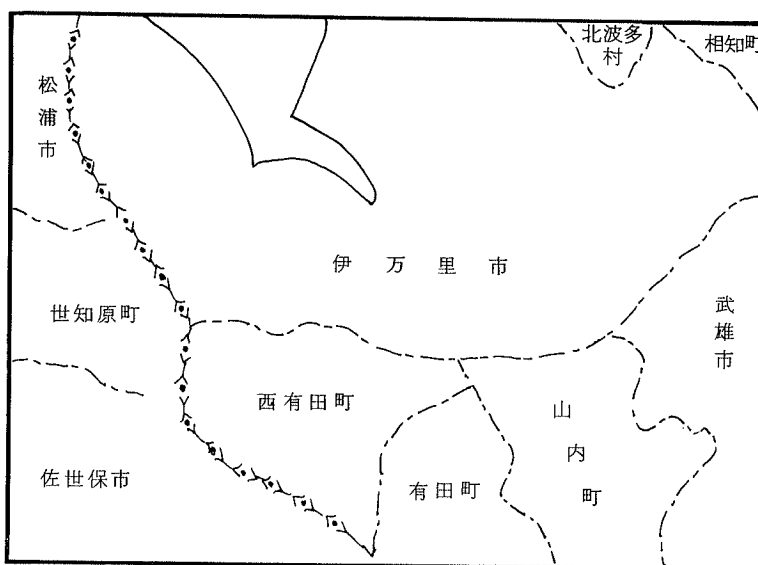 北波多
村
相知町
松浦市
伊万里市
世知原町
武雄市
西有田町
山内町
佐世保市
有田町